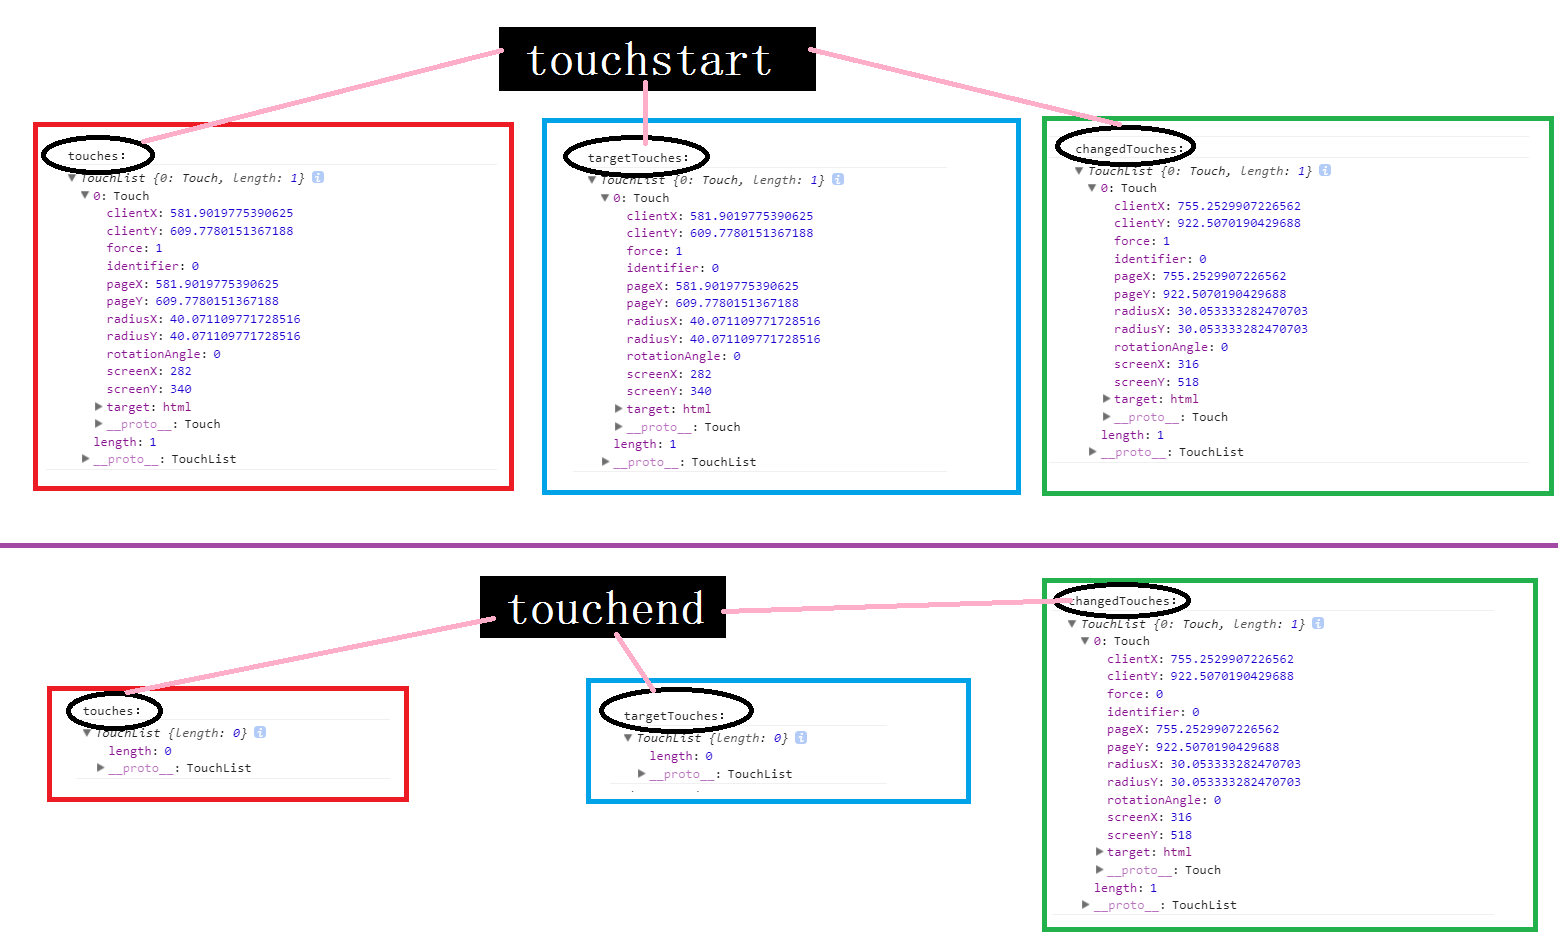 touchstart
touches:
TouchList {0: Touch, length: 1}
0: Touch
clientX: 581.9019775390625
clientY: 609.7780151367188
force: 1
identifier: 0
pageX: 581.9019775390625
pageY: 609.7780151367188
radiusX: 40.071109771728516
radiusY: 40.071109771728516
rotationAngle: 0
screenX: 282
screenY: 340
target: html
__proto__: Touch
length: 1
__proto__: TouchList
targetTouches:
TouchList {0: Touch, length: 1}
0: Touch
clientX: 581.9019775390625
clientY: 609.7780151367188
force: 1
identifier: 0
pageX: 581.9019775390625
pageY: 609.7780151367188
radiusX: 40.071109771728516
radiusY: 40.071109771728516
rotationAngle: 0
screenX: 282
screenY: 340
target: html
__proto__: Touch
length: 1
__proto__: TouchList
changedTouches:
TouchList {0: Touch, length: 1}
0: Touch
clientX: 755.2529907226562
clientY: 922.5070190429688
force: 1
identifier: 0
pageX: 755.2529907226562
pageY: 922.5070190429688
radiusX: 30.053333282470703
radiusY: 30.053333282470703
rotationAngle: 0
screenX: 316
screenY: 518
target: html
__proto__: Touch
length: 1
__proto__: TouchList
touchend
touches:
TouchList {length: 0}
length: 0
__proto__: TouchList
targetTouches:
TouchList {length: 0}
length: 0
__proto__: TouchList
changedTouches:
TouchList {0: Touch, length: 1}
0: Touch
clientX: 755.2529907226562
clientY: 922.5070190429688
force: 0
identifier: 0
pageX: 755.2529907226562
pageY: 922.5070190429688
radiusX: 30.053333282470703
radiusY: 30.053333282470703
rotationAngle: 0
screenX: 316
screenY: 518
target: html
__proto__: Touch
length: 1
__proto__: TouchList